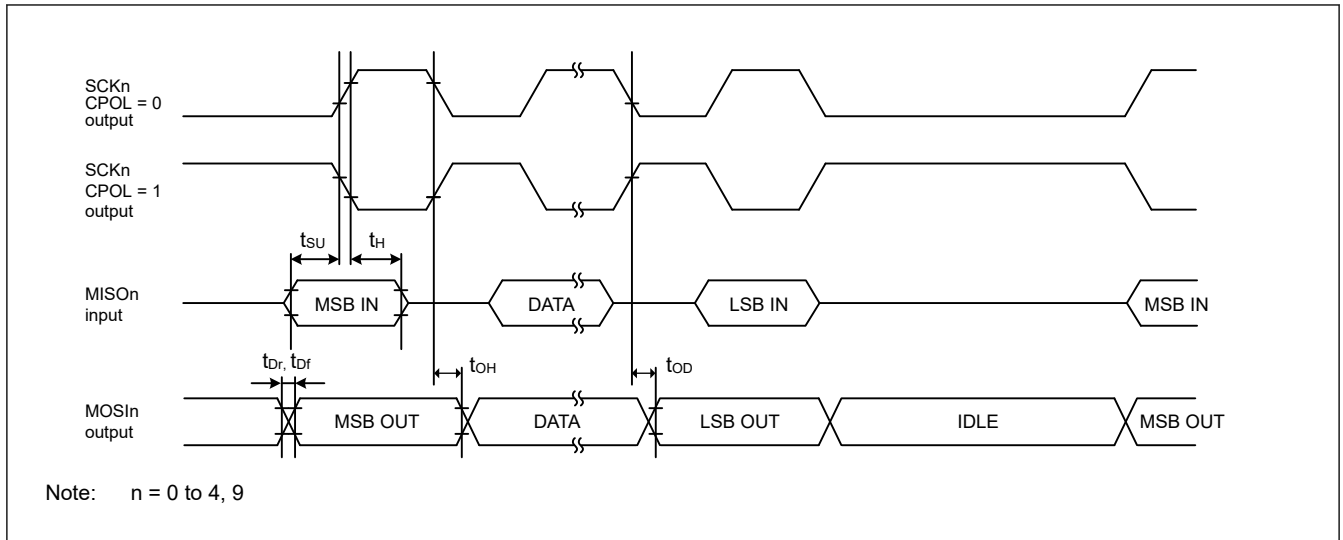 SCKn
CPOL = 0
output
SCKn
CPOL = 1
output
tSU
tH
MISOn
input
MSB IN
DATA
LSB IN
MSB IN
tDr, tDf
tOH
tOD
MOSIn
output
MSB OUT
DATA
LSB OUT
IDLE
MSB OUT
Note: n = 0 to 4, 9